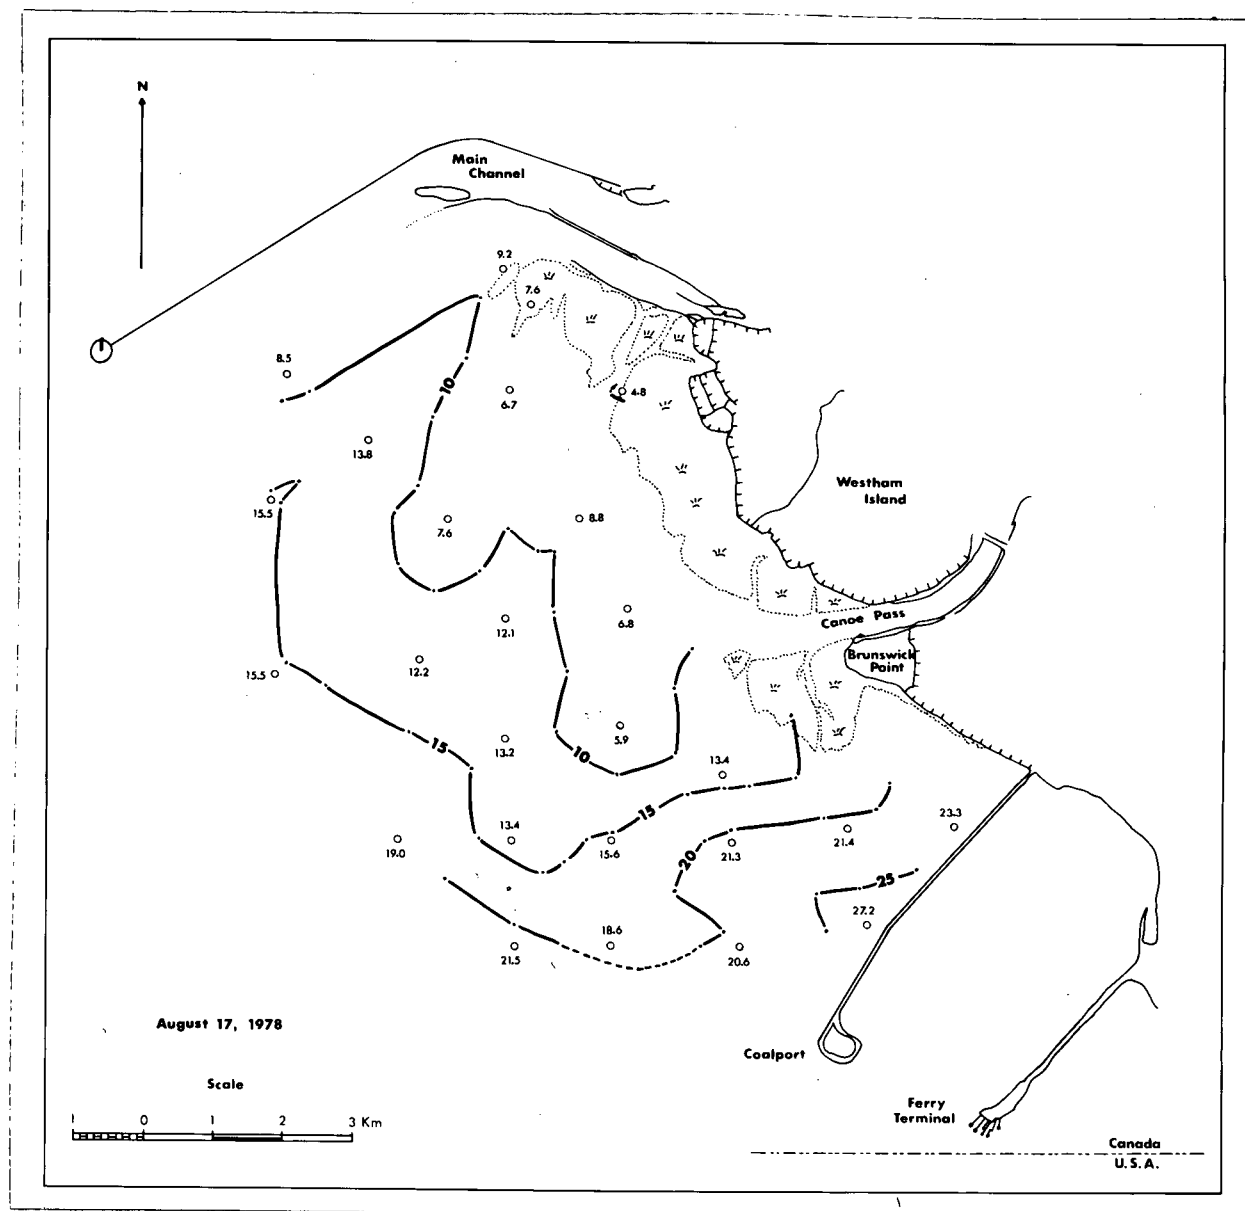 N
Main
Channel
9.2
7.6
8.5
10
6.7
4.8
13.8
Westham
Island
15.5
7.6
8.8
12.1
6.8
Canoe Pass
12.2
Brunswick
Point
15.5
15
13.2
5.9
10
13.4
15
13.4
23.3
19.0
15.6
20
21.3
21.4
25
27.2
18.6
21.5
20.6
August 17, 1978
Coalport
Scale
Ferry
Terminal
1 0 1 2 3 Km
Canada
U.S.A.